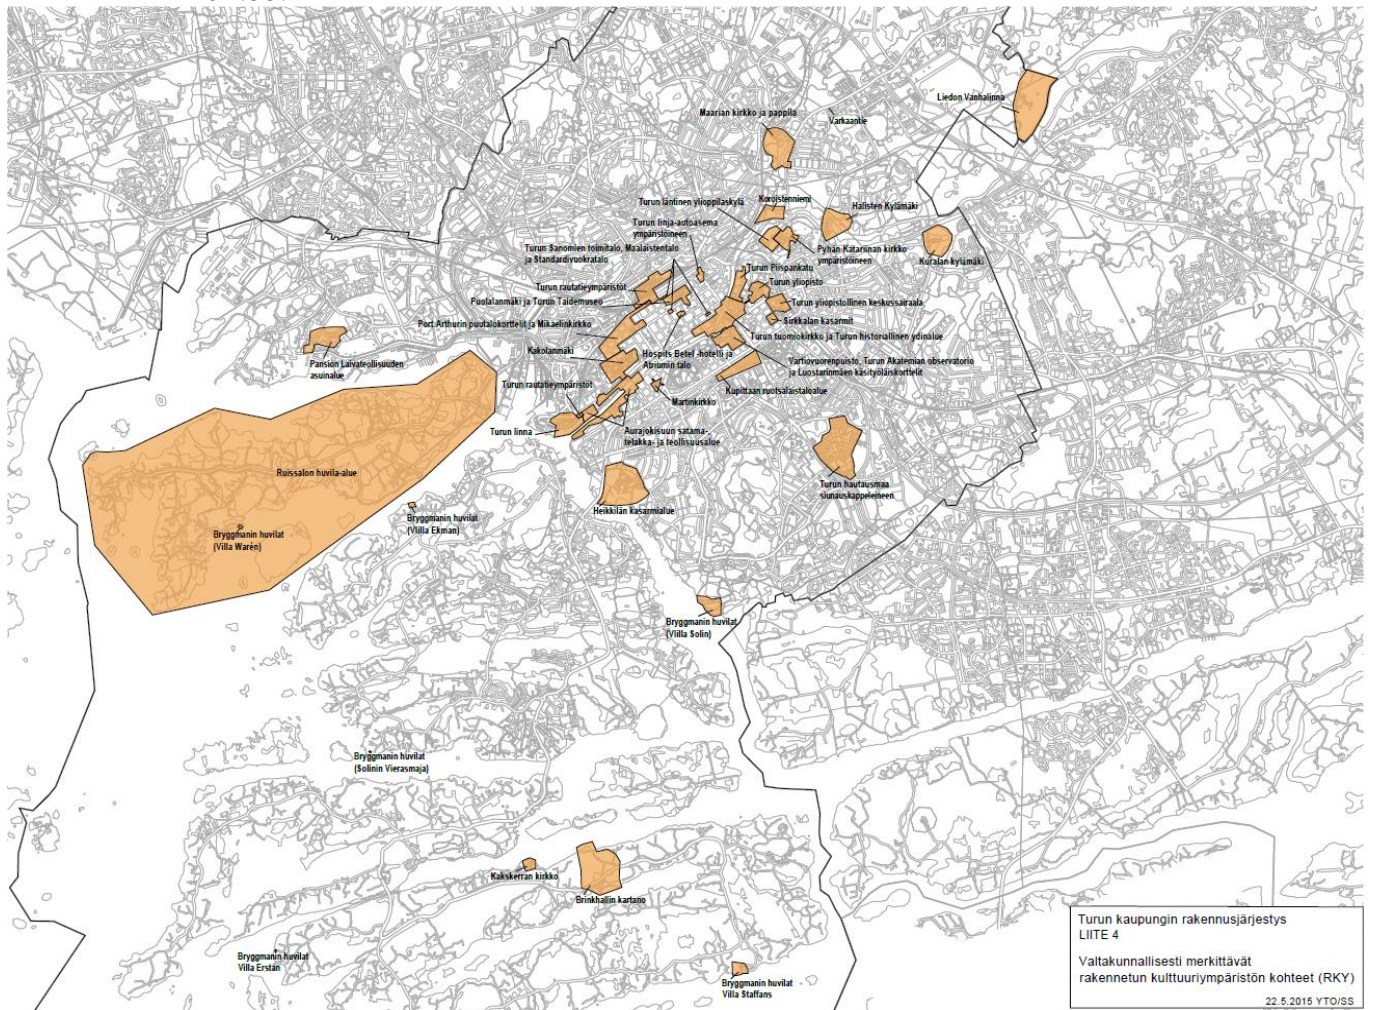 Liedon Vanhalinna
Maarian kirkko ja pappila
Varkaantie
Turun läntinen ylioppilaskylä
Koroistenniemi
Halisten Kylämäki
Turun linja-autoasema
ympäristöineen
Pyhän Katariinan kirkko
ympäristöineen
Kuralan kylämäki
Turun Sanomien toimitalo, Maalaistentalo
ja Standardivuokratalo
Turun Piispankatu
Turun yliopisto
Turun rautatieympäristöt
Puolalanmäki ja Turun Taidemuseo
Turun yliopistollinen keskussairaala
Sirkkalan kasarmit
Port Arthurin puutalokorttelit ja Mikaelinkirkko
Turun tuomiokirkko ja Turun historiallinen ydinalue
Kakolanmäki
Hospits Betel -hotelli ja
Atriumin talo
Vartiovuorenpuisto, Turun Akatemian observatorio
ja Luostarinmäen käsityöläiskorttelit
Pansion Laivateollisuuden
asuinalue
Turun rautatieympäristöt
Kupittaan ruotsalaistaloalue
Martinkirkko
Turun linna
Aurajokisuun satama-,
telakka- ja teollisuusalue
Ruissalon huvila-alue
Turun hautausmaa
siunauskappeleineen
Heikkilän kasarmialue
Bryggmanin huvilat
(Vlilla Ekman)
Bryggmanin huvilat
(Villa Warén)
Bryggmanin huvilat
(Vlilla Solin)
Bryggmanin huvilat
(Solinin Vierasmaja)
Kakskerran kirkko
Brinkhallin kartano
Bryggmanin huvilat
Villa Erstan
Bryggmanin huvilat
Villa Staffans
Turun kaupungin rakennusjärjestys
LIITE 4
Valtakunnallisesti merkittävät
rakennetun kulttuuriympäristön kohteet (RKY)
22.5.2015 YTO/SS